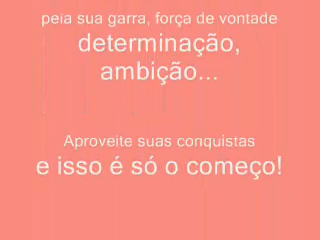 pela sua garra, força de vontade
determinação,
ambição...
Aproveite suas conquistas
e isso é só o começo!